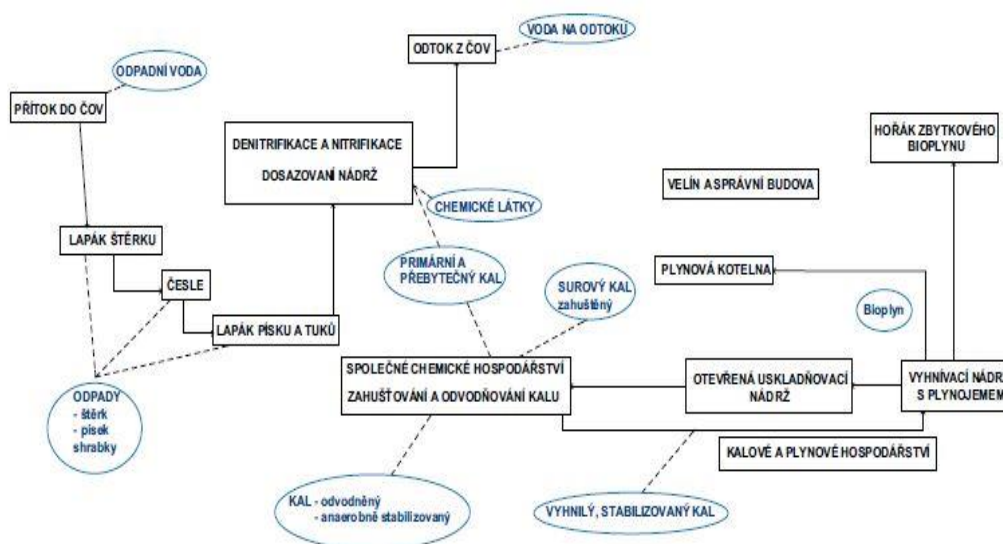 VODA NA ODTOKU
ODTOK Z ČOV
ODPADNÍ VODA
PŘÍTOK DO ČOV
DENITRIFIKACE A NITRIFIKACE
DOSAZOVANÍ NÁDRŽ
HOŘÁK ZBYTKOVÉHO
BIOPLYNU
VELÍN A SPRÁVNÍ BUDOVA
CHEMICKÉ LÁTKY
LAPÁK ŠTĚRKU
PRIMÁRNÍ A
PŘEBYTEČNÝ KAL
PLYNOVÁ KOTELNA
ČESLE
SUROVÝ KAL
zahuštěný
Bioplyn
LAPÁK PÍSKU A TUKŮ
SPOLEČNÉ CHEMICKÉ HOSPODÁŘSTVÍ
ZAHUŠŤOVÁNÍ A ODVODŇOVÁNÍ KALU
OTEVŘENÁ USKLADŇOVACÍ
NÁDRŽ
VYHNÍVACÍ NÁDR
S PLYNOJEMEM
ODPADY
- štěrk
- písek
shrabky
KALOVÉ A PLYNOVÉ HOSPODÁŘSTVÍ
KAL - odvodněný
- anaerobně stabilizovaný
VYHNILÝ, STABILIZOVANÝ KAL